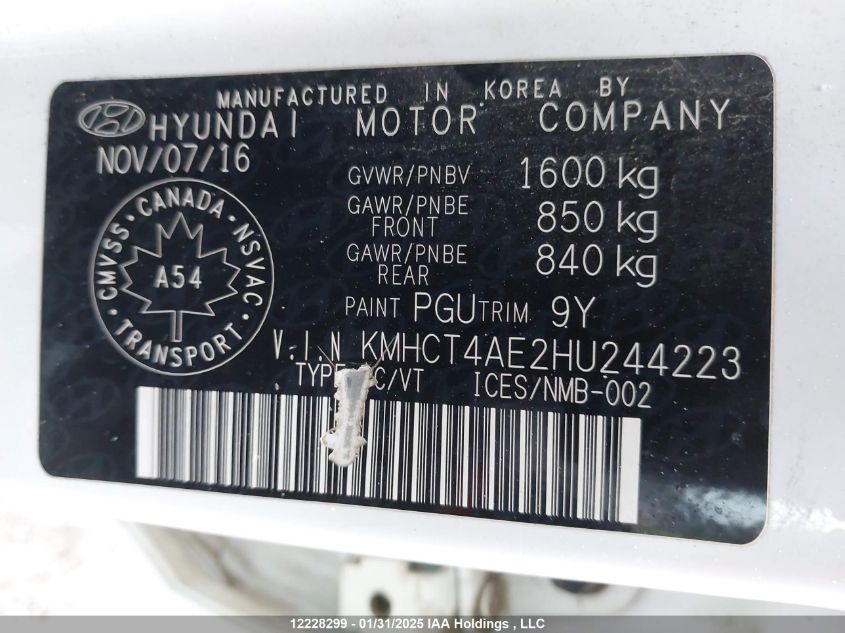 MANUFACTURED IN KOREA BY
HYUNDAI MOTOR COMPANY
NOV/07/16
GVWR/PNBV 1600 kg
GAWR/PNBE FRONT 850 kg
GAWR/PNBE REAR 840 kg
CMVSS · CANADA · NSVAC · TRANSPORT ·
A54
PAINT PGU TRIM 9Y
V.I.N KMHCT4AE2HU244223
TYPE C/VT ICES/NMB-002
12228299 - 01/31/2025 IAA Holdings , LLC